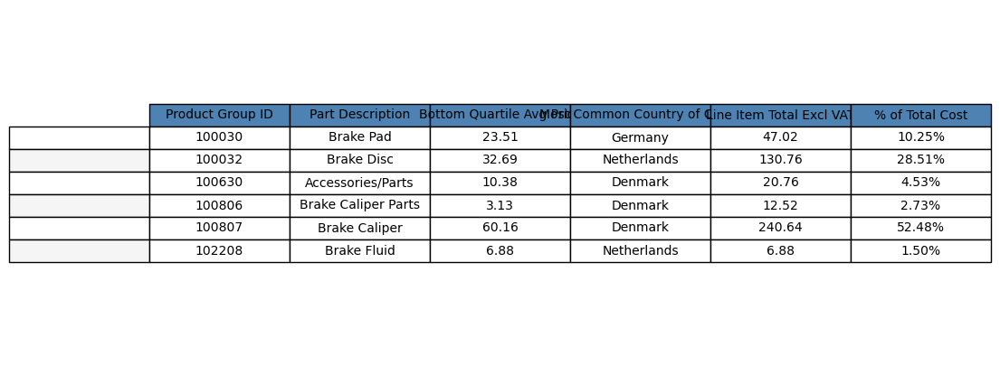 Product Group ID Part Description Bottom Quartile Avg Common Country of Line Item Total Excl VAT % of Total Cost
100030 Brake Pad 23.51 Germany 47.02 10.25%
100032 Brake Disc 32.69 Netherlands 130.76 28.51%
100630 Accessories/Parts 10.38 Denmark 20.76 4.53%
100806 Brake Caliper Parts 3.13 Denmark 12.52 2.73%
100807 Brake Caliper 60.16 Denmark 240.64 52.48%
102208 Brake Fluid 6.88 Netherlands 6.88 1.50%